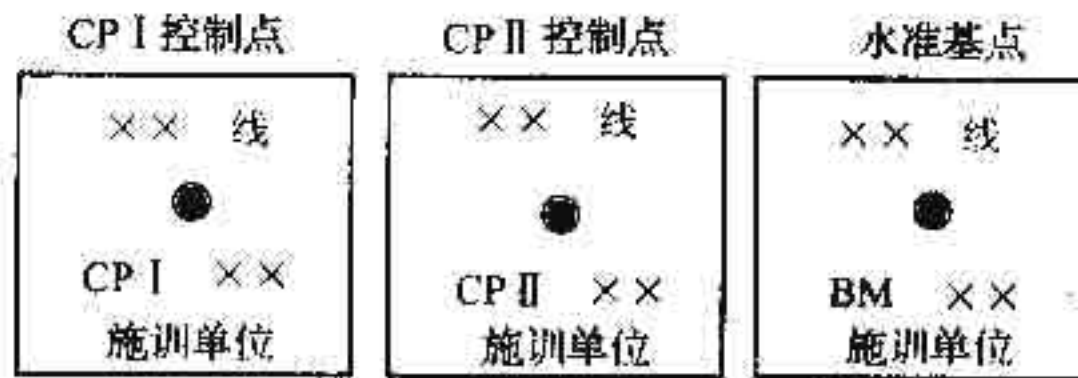 CPⅠ控制点
×× 线
CPⅠ ××
施训单位
CPⅡ控制点
×× 线
CPⅡ ××
施训单位
水准基点
×× 线
BM ××
施训单位